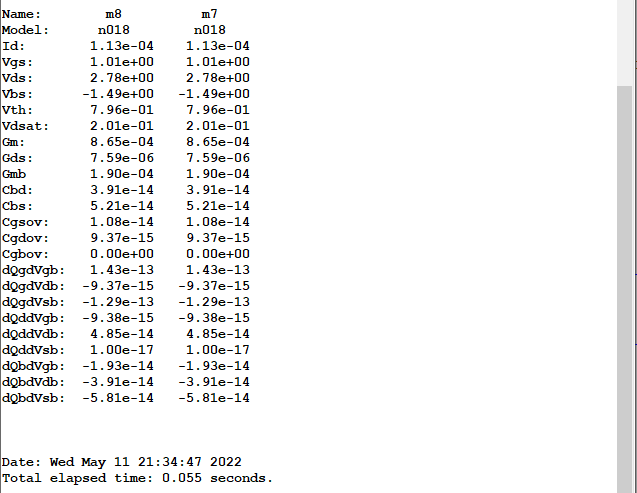 Name: m8 m7
Model: n018 n018
Id: 1.13e-04 1.13e-04
Vgs: 1.01e+00 1.01e+00
Vds: 2.78e+00 2.78e+00
Vbs: -1.49e+00 -1.49e+00
Vth: 7.96e-01 7.96e-01
Vdsat: 2.01e-01 2.01e-01
Gm: 8.65e-04 8.65e-04
Gds: 7.59e-06 7.59e-06
Gmb 1.90e-04 1.90e-04
Cbd: 3.91e-14 3.91e-14
Cbs: 5.21e-14 5.21e-14
Cgsov: 1.08e-14 1.08e-14
Cgdov: 9.37e-15 9.37e-15
Cgbov: 0.00e+00 0.00e+00
dQgdVgb: 1.43e-13 1.43e-13
dQgdVdb: -9.37e-15 -9.37e-15
dQgdVsb: -1.29e-13 -1.29e-13
dQddVgb: -9.38e-15 -9.38e-15
dQddVdb: 4.85e-14 4.85e-14
dQddVsb: 1.00e-17 1.00e-17
dQbdVgb: -1.93e-14 -1.93e-14
dQbdVdb: -3.91e-14 -3.91e-14
dQbdVsb: -5.81e-14 -5.81e-14
Date: Wed May 11 21:34:47 2022
Total elapsed time: 0.055 seconds.